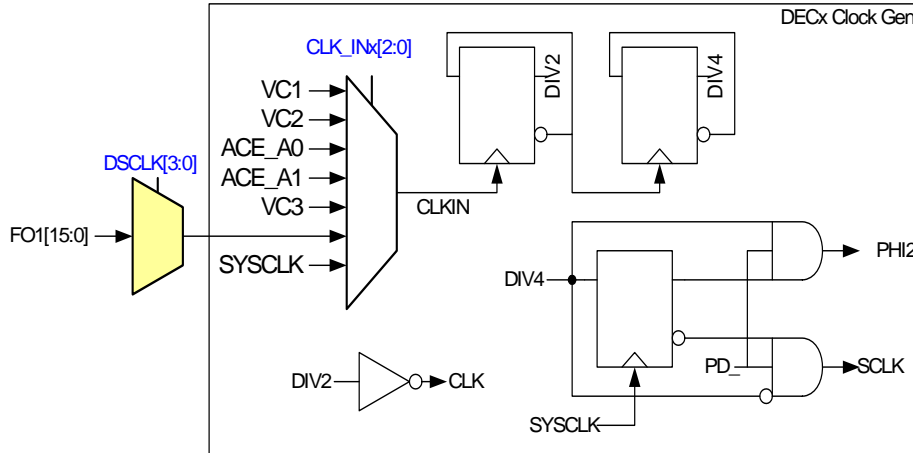 DECx Clock Gen
CLK_INx[2:0]
VC1
VC2
ACE_A0
ACE_A1
VC3
SYSCLK
DSCLK[3:0]
FO1[15:0]
CLKIN
DIV2
DIV4
DIV4
PHI2
PD_
SCLK
SYSCLK
DIV2
CLK